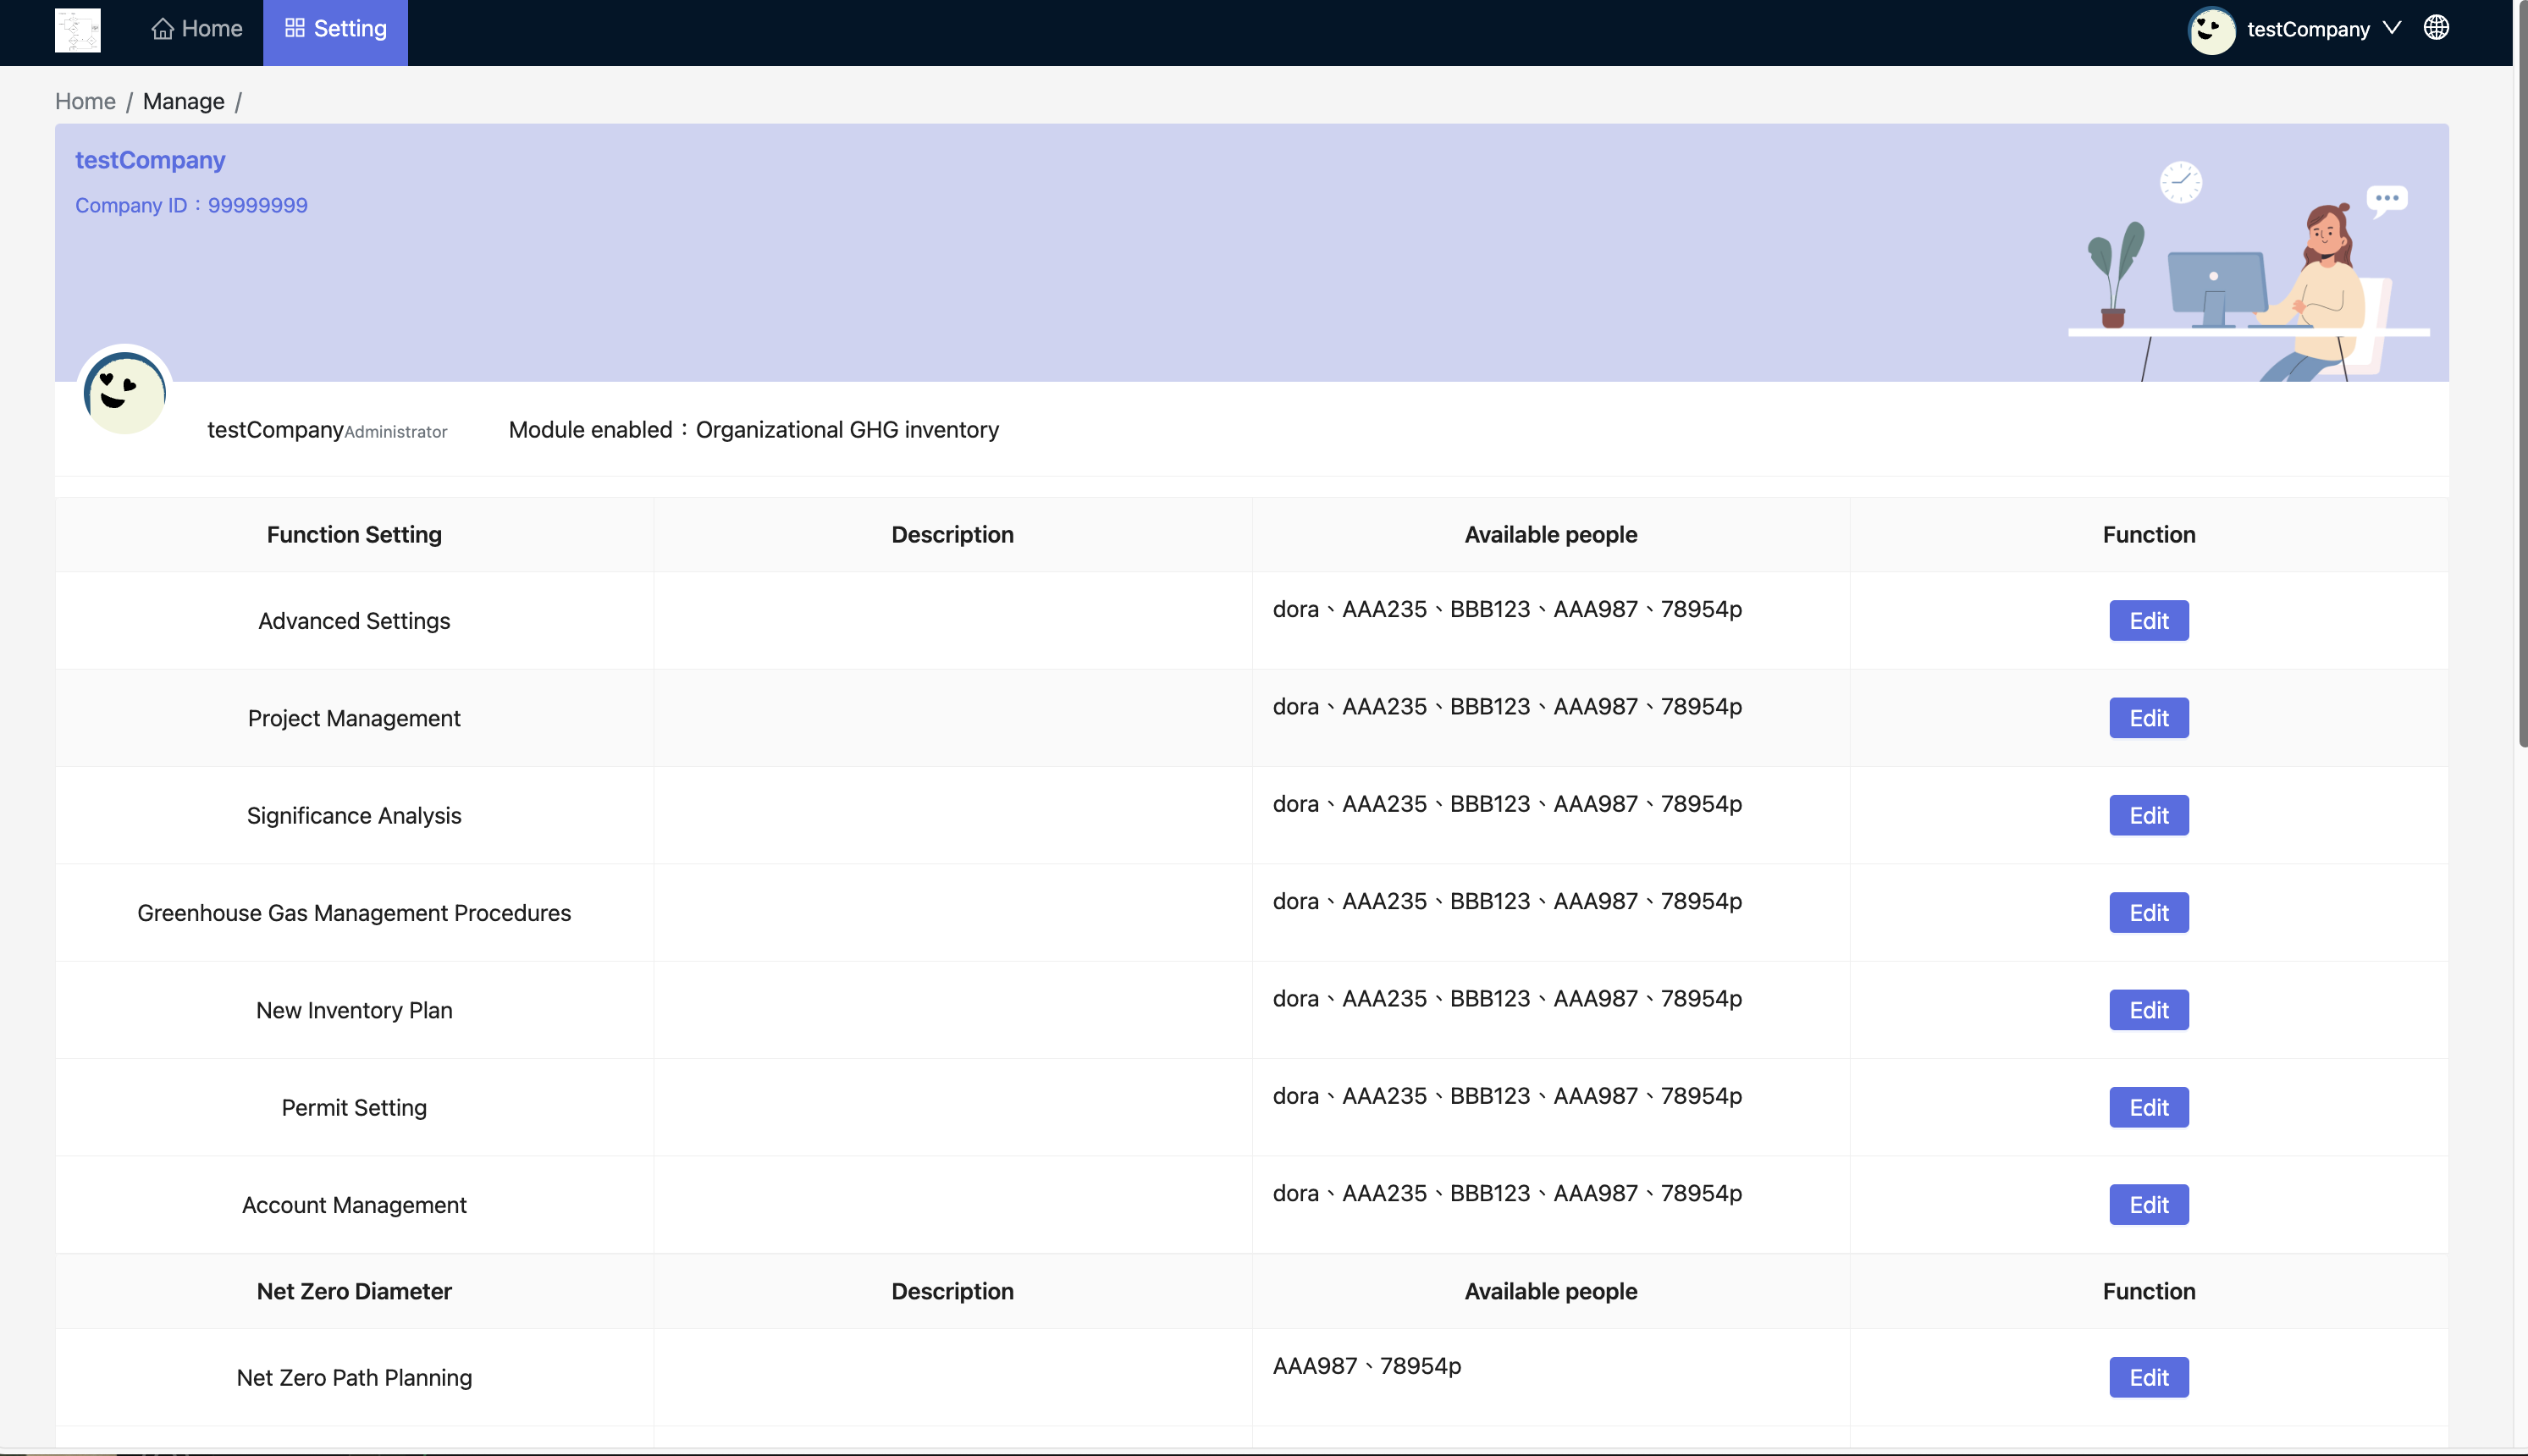 Home
Setting
testCompany
Home / Manage /
testCompany
Company ID：99999999
testCompany Administrator
Module enabled：Organizational GHG inventory
Function Setting Description Available people Function
Advanced Settings dora、AAA235、BBB123、AAA987、78954p Edit
Project Management dora、AAA235、BBB123、AAA987、78954p Edit
Significance Analysis dora、AAA235、BBB123、AAA987、78954p Edit
Greenhouse Gas Management Procedures dora、AAA235、BBB123、AAA987、78954p Edit
New Inventory Plan dora、AAA235、BBB123、AAA987、78954p Edit
Permit Setting dora、AAA235、BBB123、AAA987、78954p Edit
Account Management dora、AAA235、BBB123、AAA987、78954p Edit
Net Zero Diameter Description Available people Function
Net Zero Path Planning AAA987、78954p Edit